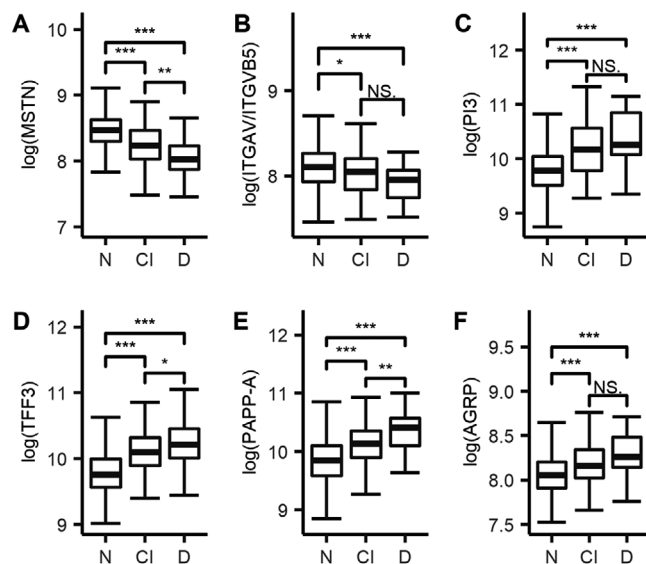 A
log(MSTN)
10
9
8
7
***
***
**
N CI D
B
log(ITGAV/ITGVB5)
9
8
***
*
NS.
N CI D
C
log(PI3)
12
11
10
9
***
***
NS.
N CI D
D
log(TFF3)
12
11
10
9
***
***
*
N CI D
E
log(PAPP-A)
12
11
10
9
***
***
**
N CI D
F
log(AGRP)
9.5
9.0
8.5
8.0
7.5
***
***
NS.
N CI D